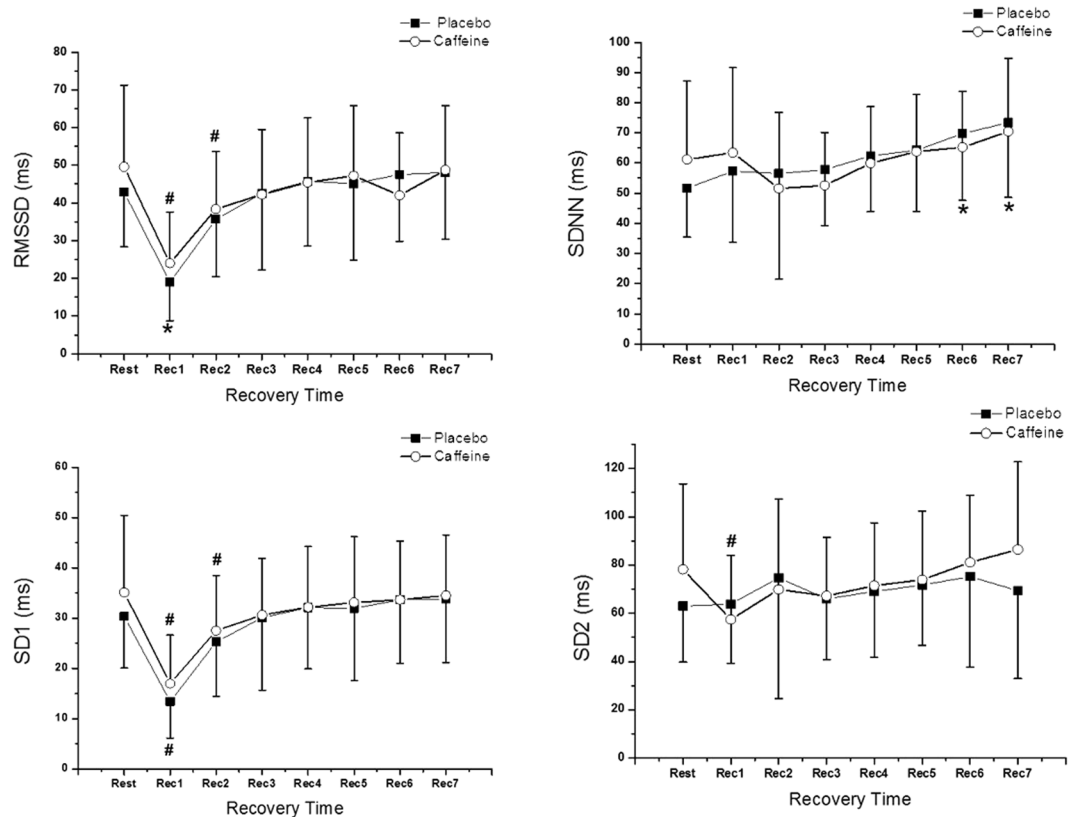 Placebo
Caffeine
80
70
60
50
40
30
20
10
0
RMSSD (ms)
#
#
*
Rest Rec1 Rec2 Rec3 Rec4 Rec5 Rec6 Rec7
Recovery Time
Placebo
Caffeine
100
90
80
70
60
50
40
30
20
10
0
SDNN (ms)
* *
Rest Rec1 Rec2 Rec3 Rec4 Rec5 Rec6 Rec7
Recovery Time
Placebo
Caffeine
60
50
40
30
20
10
0
SD1 (ms)
#
#
#
Rest Rec1 Rec2 Rec3 Rec4 Rec5 Rec6 Rec7
Recovery Time
Placebo
Caffeine
120
100
80
60
40
20
0
SD2 (ms)
#
Rest Rec1 Rec2 Rec3 Rec4 Rec5 Rec6 Rec7
Recovery Time